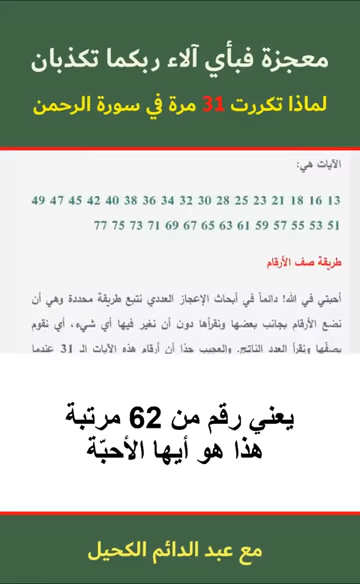 معجزة فبأي آلاء ربكما تكذبان
لماذا تكررت 31 مرة في سورة الرحمن
الآيات هي:
13 16 18 21 23 25 28 30 32 34 36 38 40 42 45 47 49
51 53 55 57 59 61 63 65 67 69 71 73 75 77
طريقة صف الأرقام
أحبتي في الله! دائماً في أبحاث الإعجاز العددي نتبع طريقة محددة وهي أن
نضع الأرقام بجانب بعضها ونقرأها دون أن نغير فيها أي شيء، أي نقوم
بصفّها ونقرأ العدد الناتج. والعجيب جدًا أن أرقام هذه الآيات الـ 31 عندما
يعني رقم من 62 مرتبة
هذا هو أيها الأحبّة
مع عبد الدائم الكحيل